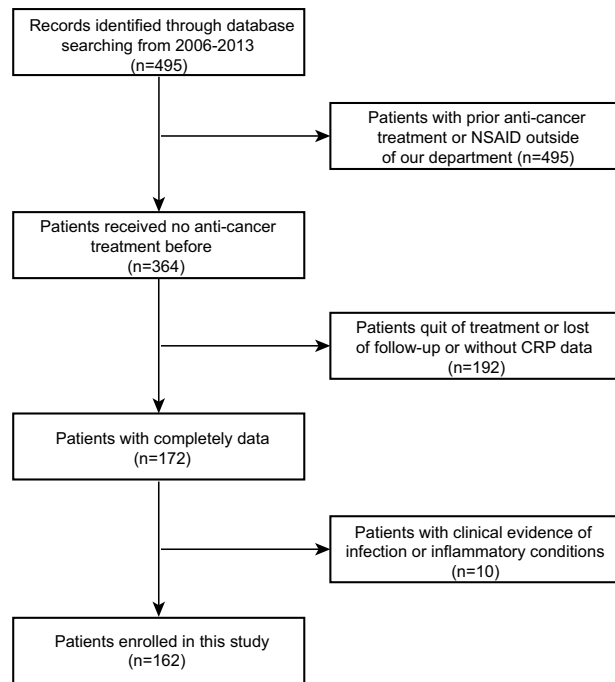 Records identified through database
searching from 2006-2013
(n=495)
Patients with prior anti-cancer
treatment or NSAID outside
of our department (n=495)
Patients received no anti-cancer
treatment before
(n=364)
Patients quit of treatment or lost
of follow-up or without CRP data
(n=192)
Patients with completely data
(n=172)
Patients with clinical evidence of
infection or inflammatory conditions
(n=10)
Patients enrolled in this study
(n=162)